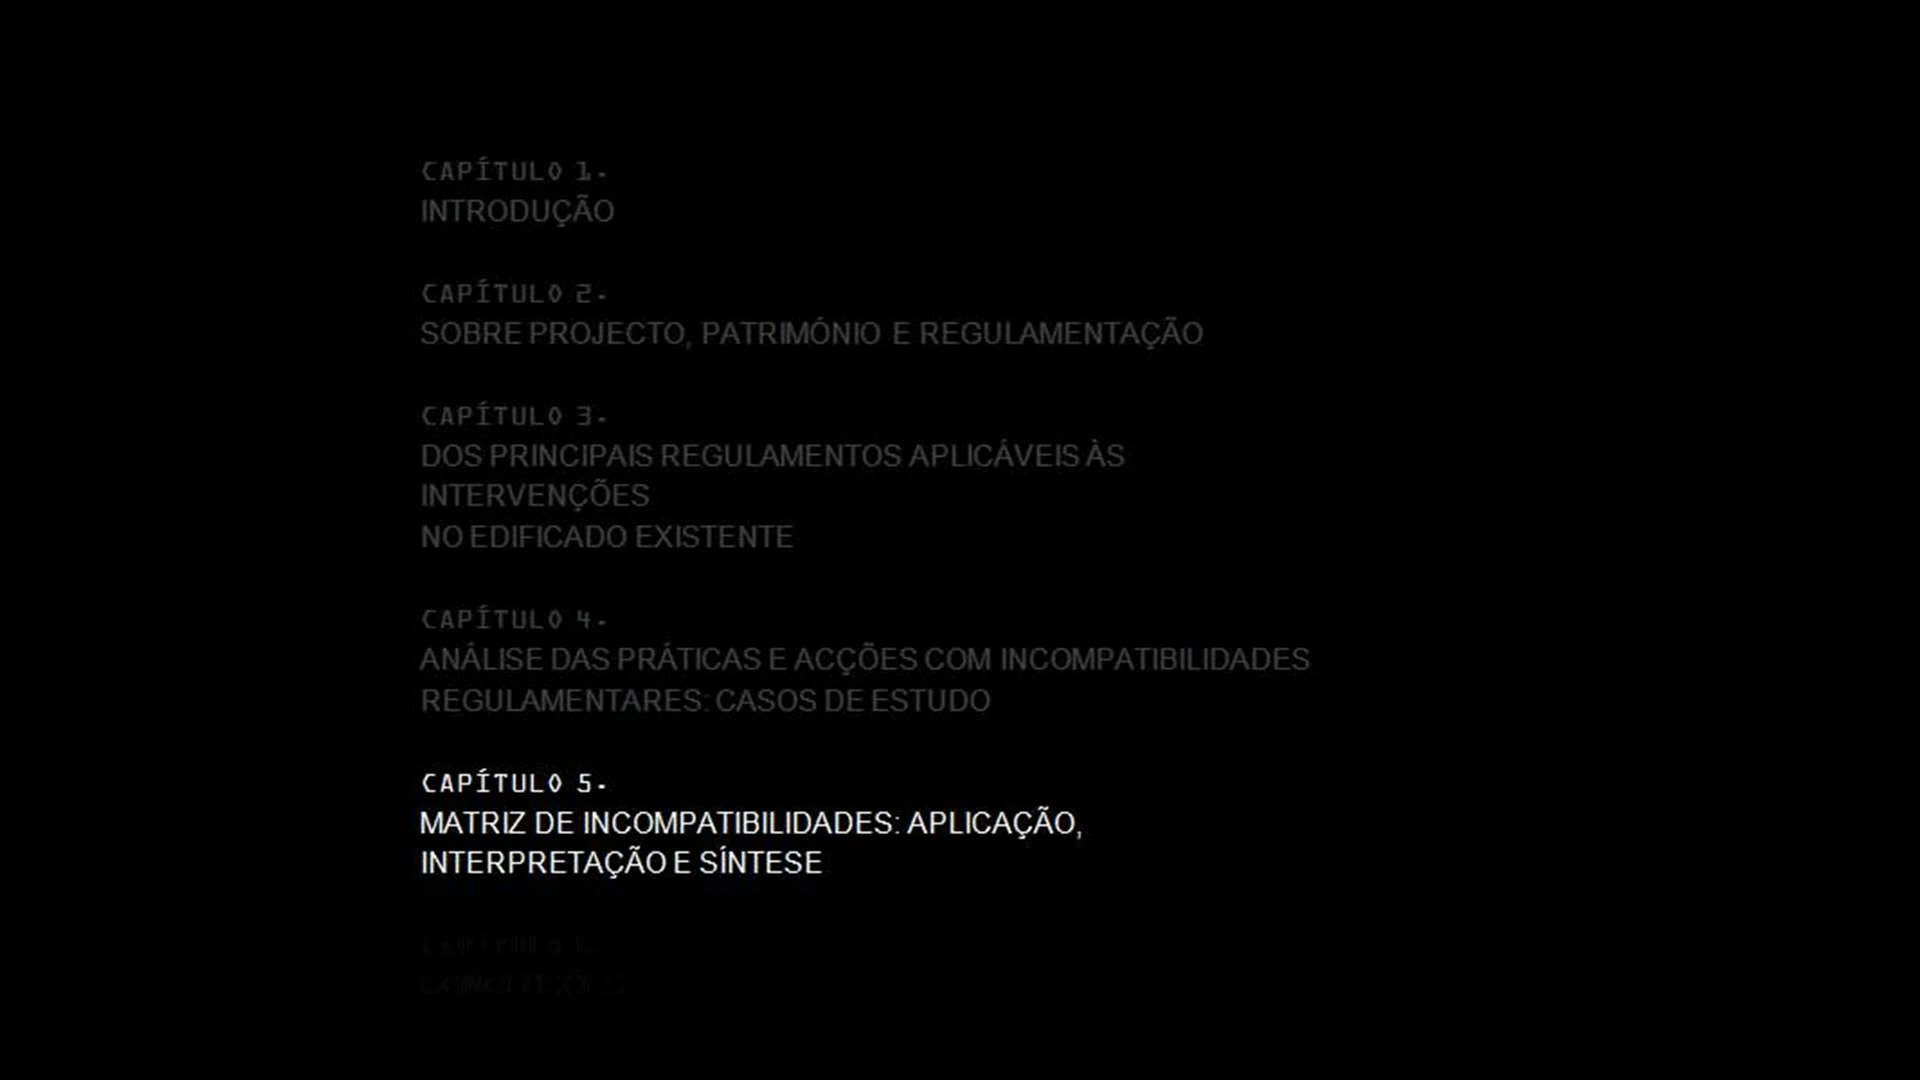 CAPÍTULO 1.
INTRODUÇÃO
CAPÍTULO 2.
SOBRE PROJECTO, PATRIMÓNIO E REGULAMENTAÇÃO
CAPÍTULO 3.
DOS PRINCIPAIS REGULAMENTOS APLICÁVEIS ÀS
INTERVENÇÕES
NO EDIFICADO EXISTENTE
CAPÍTULO 4.
ANÁLISE DAS PRÁTICAS E ACÇÕES COM INCOMPATIBILIDADES
REGULAMENTARES: CASOS DE ESTUDO
CAPÍTULO 5.
MATRIZ DE INCOMPATIBILIDADES: APLICAÇÃO,
INTERPRETAÇÃO E SÍNTESE